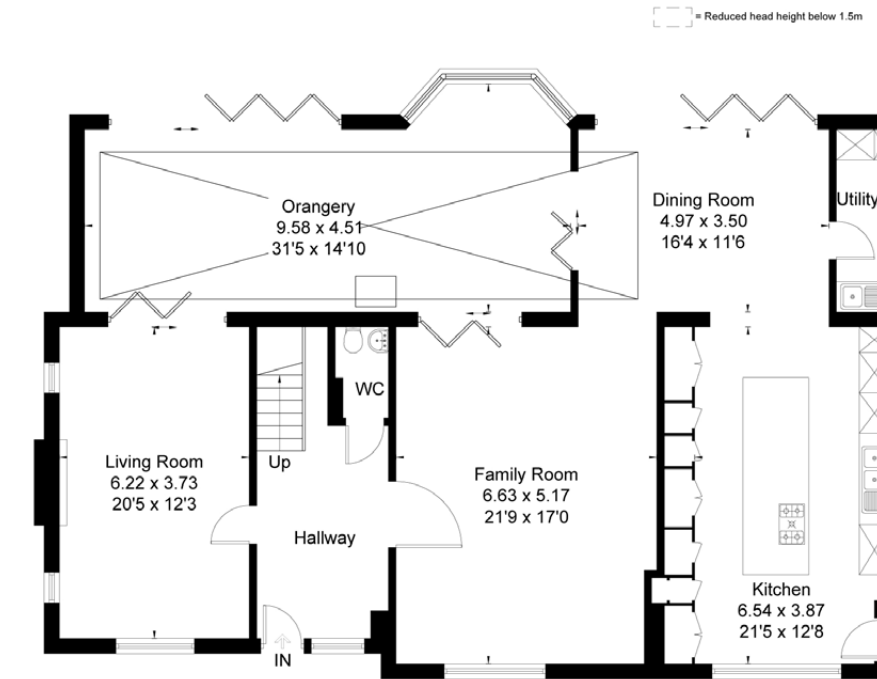 = Reduced head height below 1.5m
Orangery
9.58 x 4.51
31'5 x 14'10
Dining Room
4.97 x 3.50
16'4 x 11'6
Utility
WC
Up
Living Room
6.22 x 3.73
20'5 x 12'3
Family Room
6.63 x 5.17
21'9 x 17'0
Hallway
Kitchen
6.54 x 3.87
21'5 x 12'8
IN